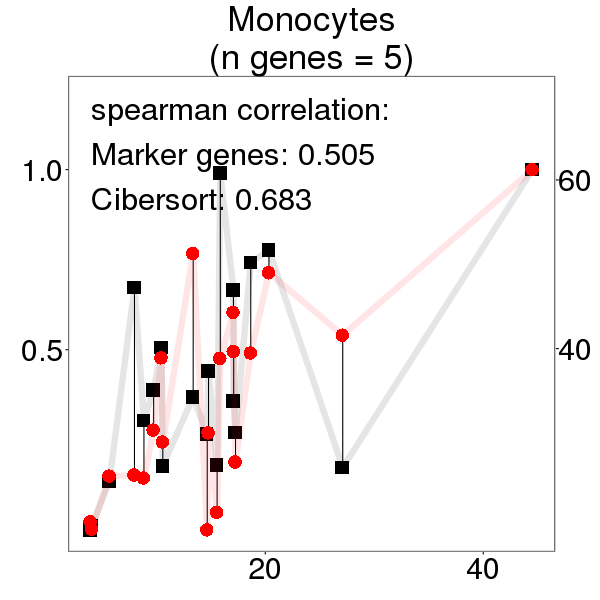 Monocytes
(n genes = 5)
spearman correlation:
Marker genes: 0.505
Cibersort: 0.683
1.0
0.5
60
40
20
40